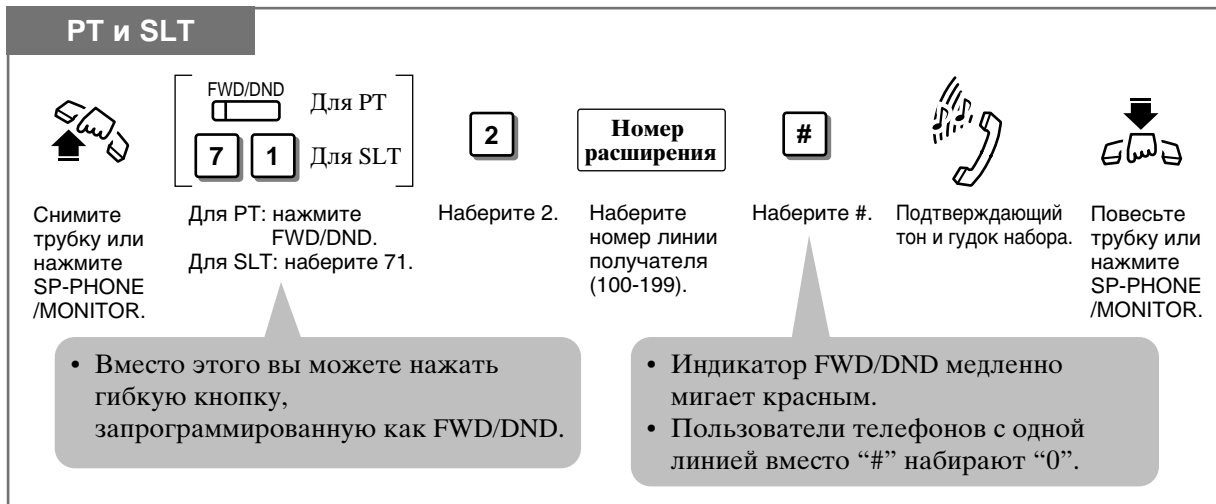 PT и SLT
FWD/DND
Для PT
7 1 Для SLT
2
Номер
расширения
#
Снимите
трубку или
нажмите
SP-PHONE
/MONITOR.
Для PT: нажмите
FWD/DND.
Для SLT: наберите 71.
Наберите 2.
Наберите
номер линии
получателя
(100-199).
Наберите #.
Подтверждающий
тон и гудок набора.
Повесьте
трубку или
нажмите
SP-PHONE
/MONITOR.
• Вместо этого вы можете нажать
гибкую кнопку,
запрограммированную как FWD/DND.
• Индикатор FWD/DND медленно
мигает красным.
• Пользователи телефонов с одной
линией вместо “#” набирают “0”.